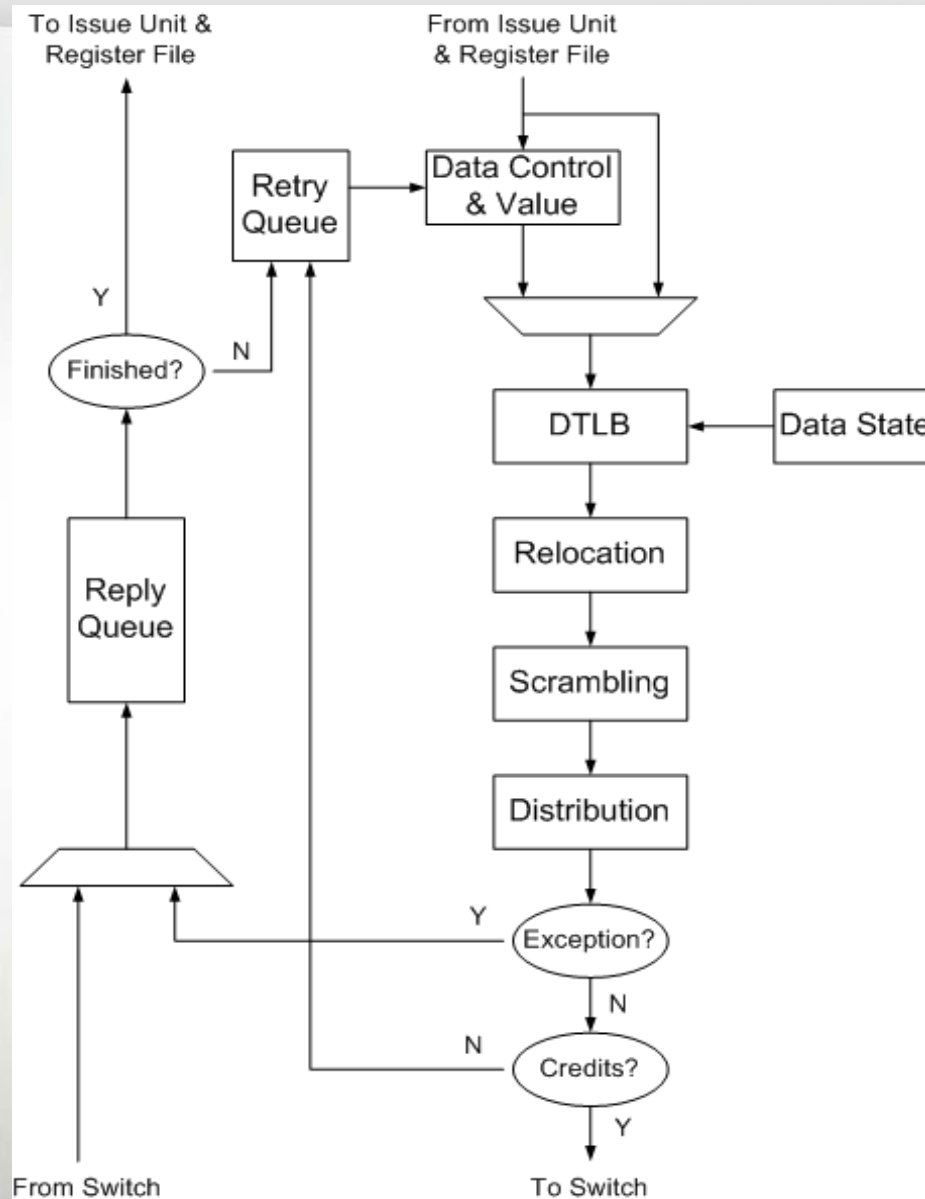 To Issue Unit &
Register File
From Issue Unit
& Register File
Retry
Queue
Data Control
& Value
Y
Finished?
N
DTLB
Data State
Reply
Queue
Relocation
Scrambling
Distribution
Y
Exception?
N
N
Credits?
Y
From Switch
To Switch